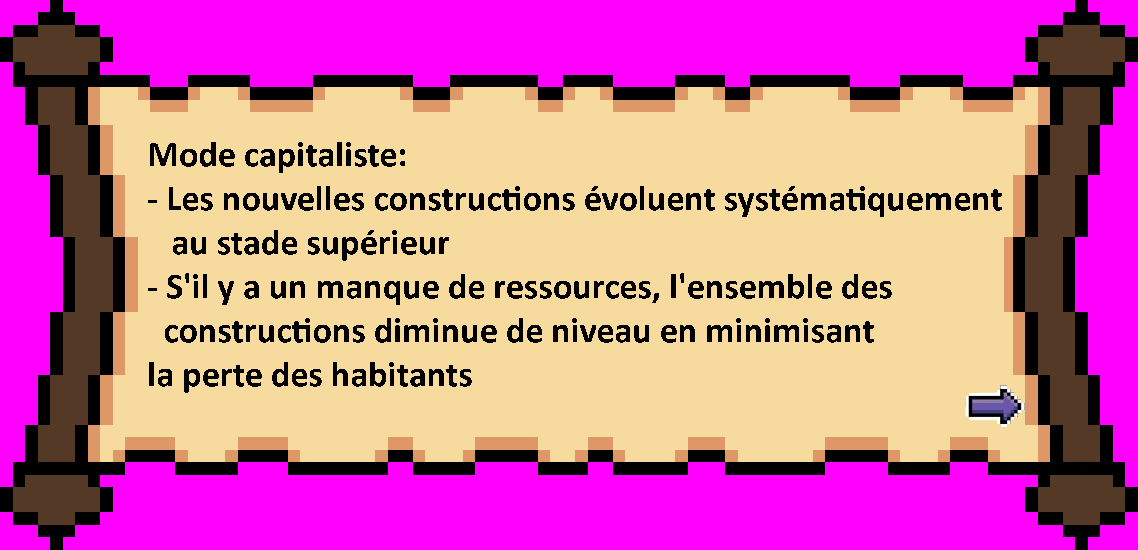 Mode capitaliste:
- Les nouvelles constructions évoluent systématiquement
au stade supérieur
- S'il y a un manque de ressources, l'ensemble des
constructions diminue de niveau en minimisant
la perte des habitants